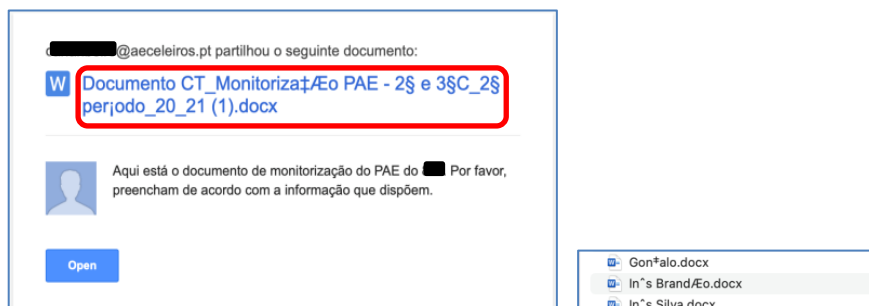 @aeceleiros.pt partilhou o seguinte documento:
W Documento CT_Monitoriza‡Æo PAE - 2§ e 3§C_2§
per¡odo_20_21 (1).docx
Aqui está o documento de monitorização do PAE do Por favor,
preencham de acordo com a informação que dispõem.
Open
Gon‡alo.docx
Inˆs BrandÆo.docx
Inˆs Silva.docx